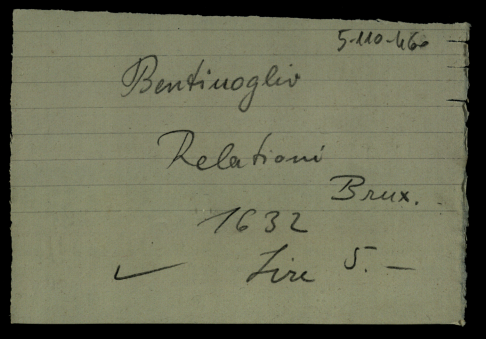 5-110-460
Bentivoglio
Relationi
Brux.
1632
✓ Lire 5.—